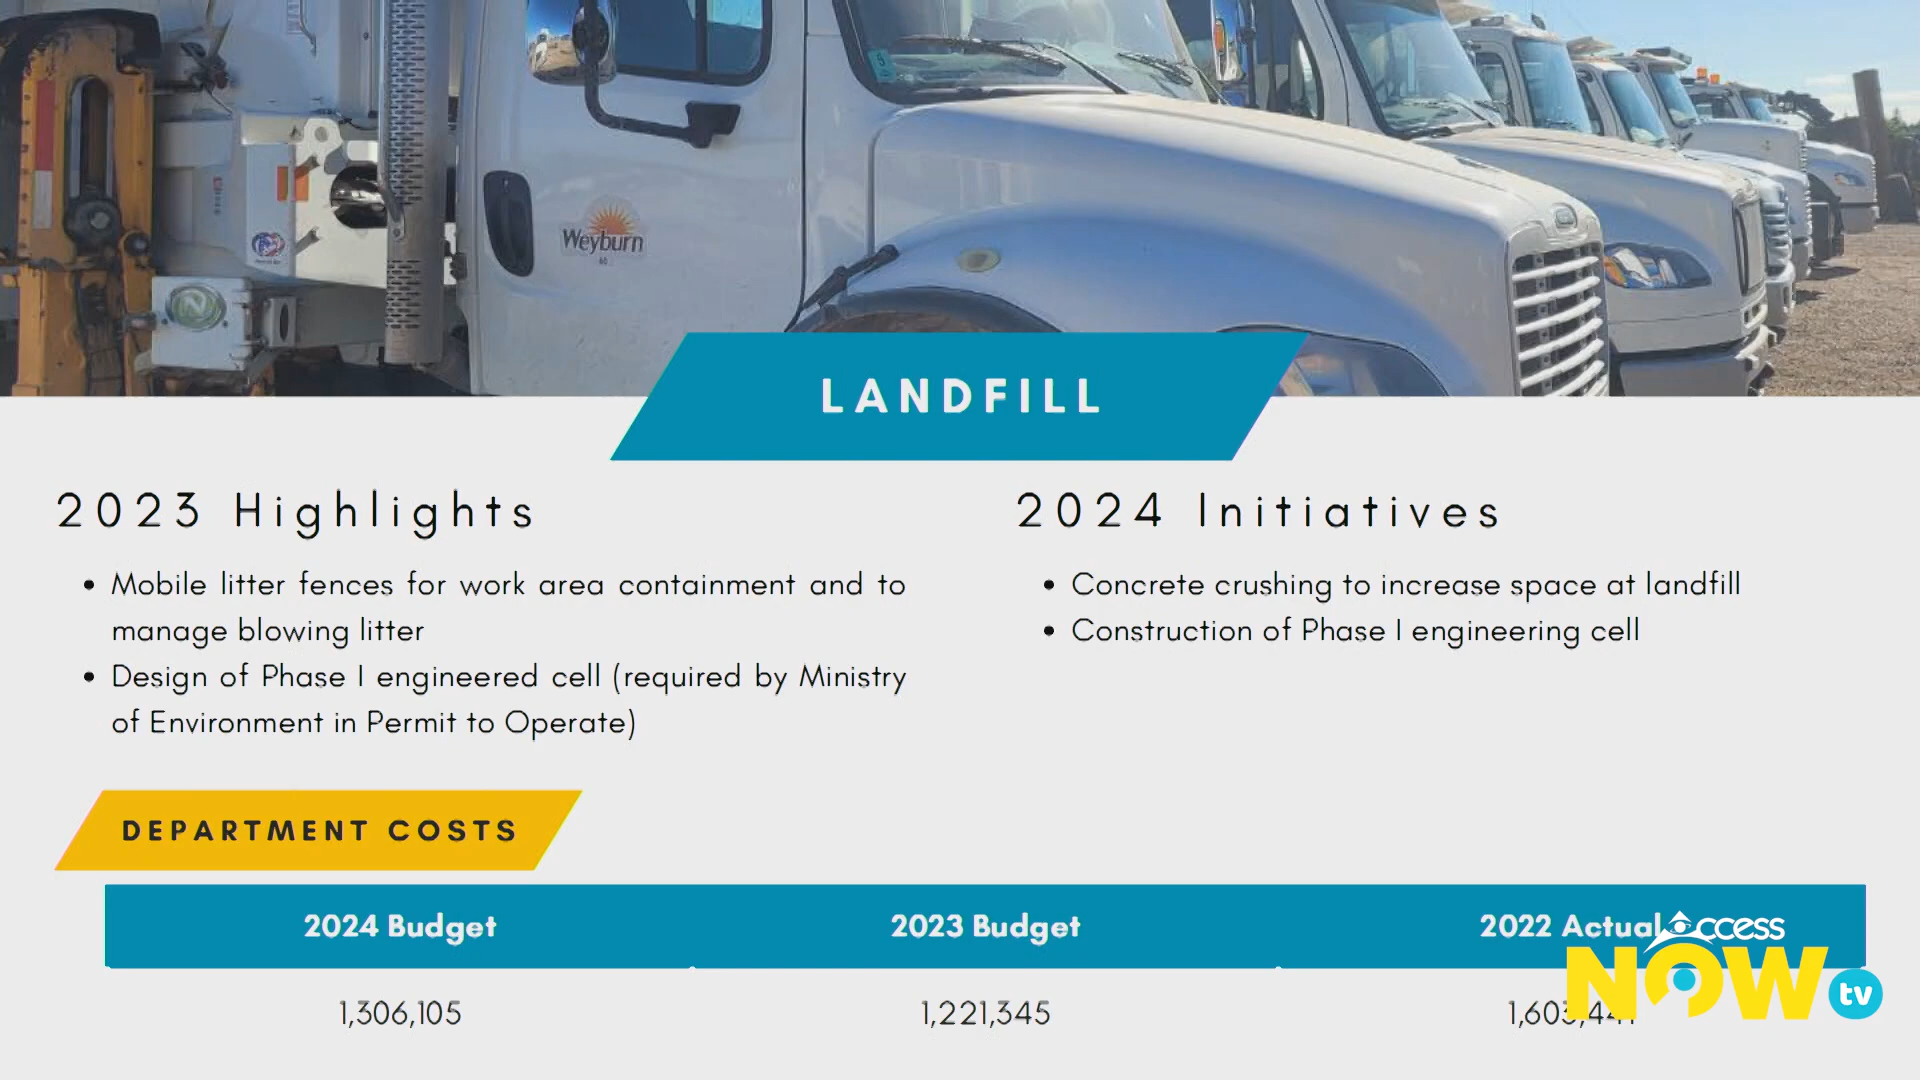 Weyburn
60
LANDFILL
2023 Highlights
• Mobile litter fences for work area containment and to
manage blowing litter
• Design of Phase I engineered cell (required by Ministry
of Environment in Permit to Operate)
2024 Initiatives
• Concrete crushing to increase space at landfill
• Construction of Phase I engineering cell
DEPARTMENT COSTS
2024 Budget 2023 Budget 2022 Actual
1,306,105 1,221,345
access
NOW tv